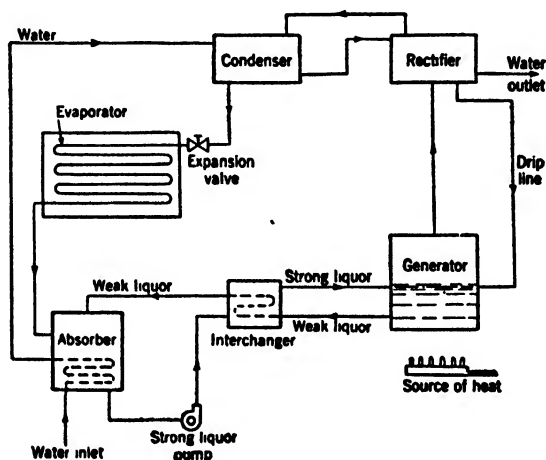 Water
Condenser
Rectifier
Water
outlet
Evaporator
Expansion
valve
Drip
line
Strong liquor
Generator
Weak liquor
Absorber
Weak liquor
Interchanger
Source of heat
Strong liquor
pump
Water inlet